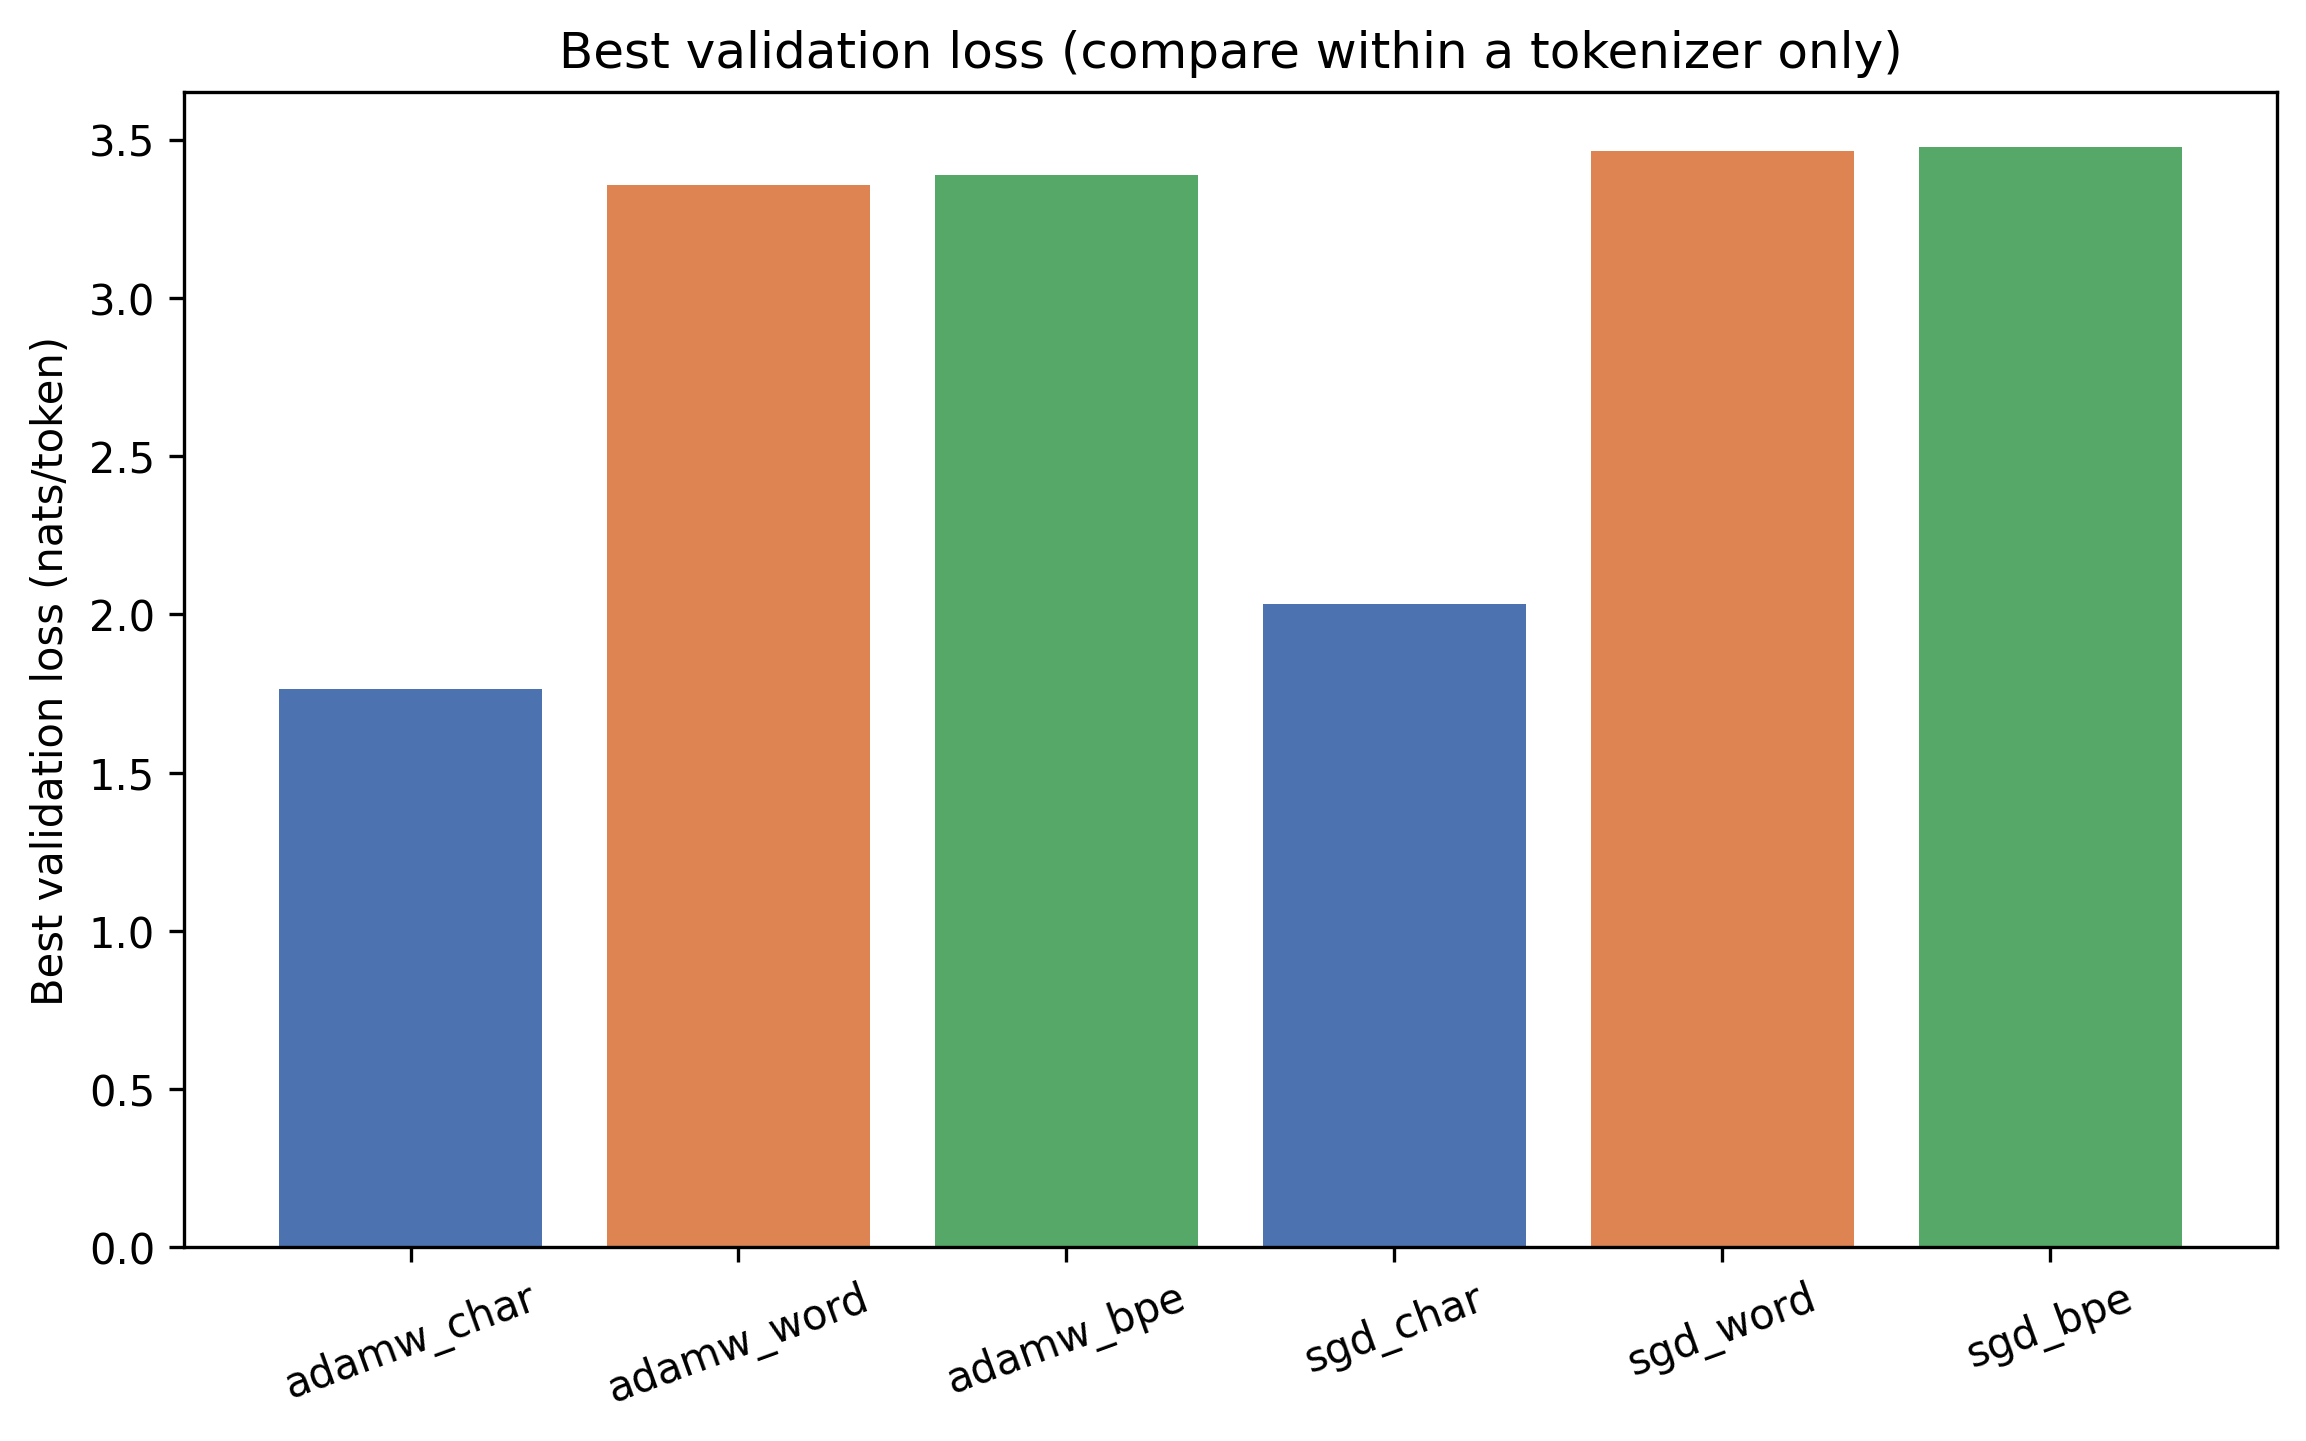 Best validation loss (compare within a tokenizer only)
Best validation loss (nats/token)
3.5
3.0
2.5
2.0
1.5
1.0
0.5
0.0
adamw_char
adamw_word
adamw_bpe
sgd_char
sgd_word
sgd_bpe